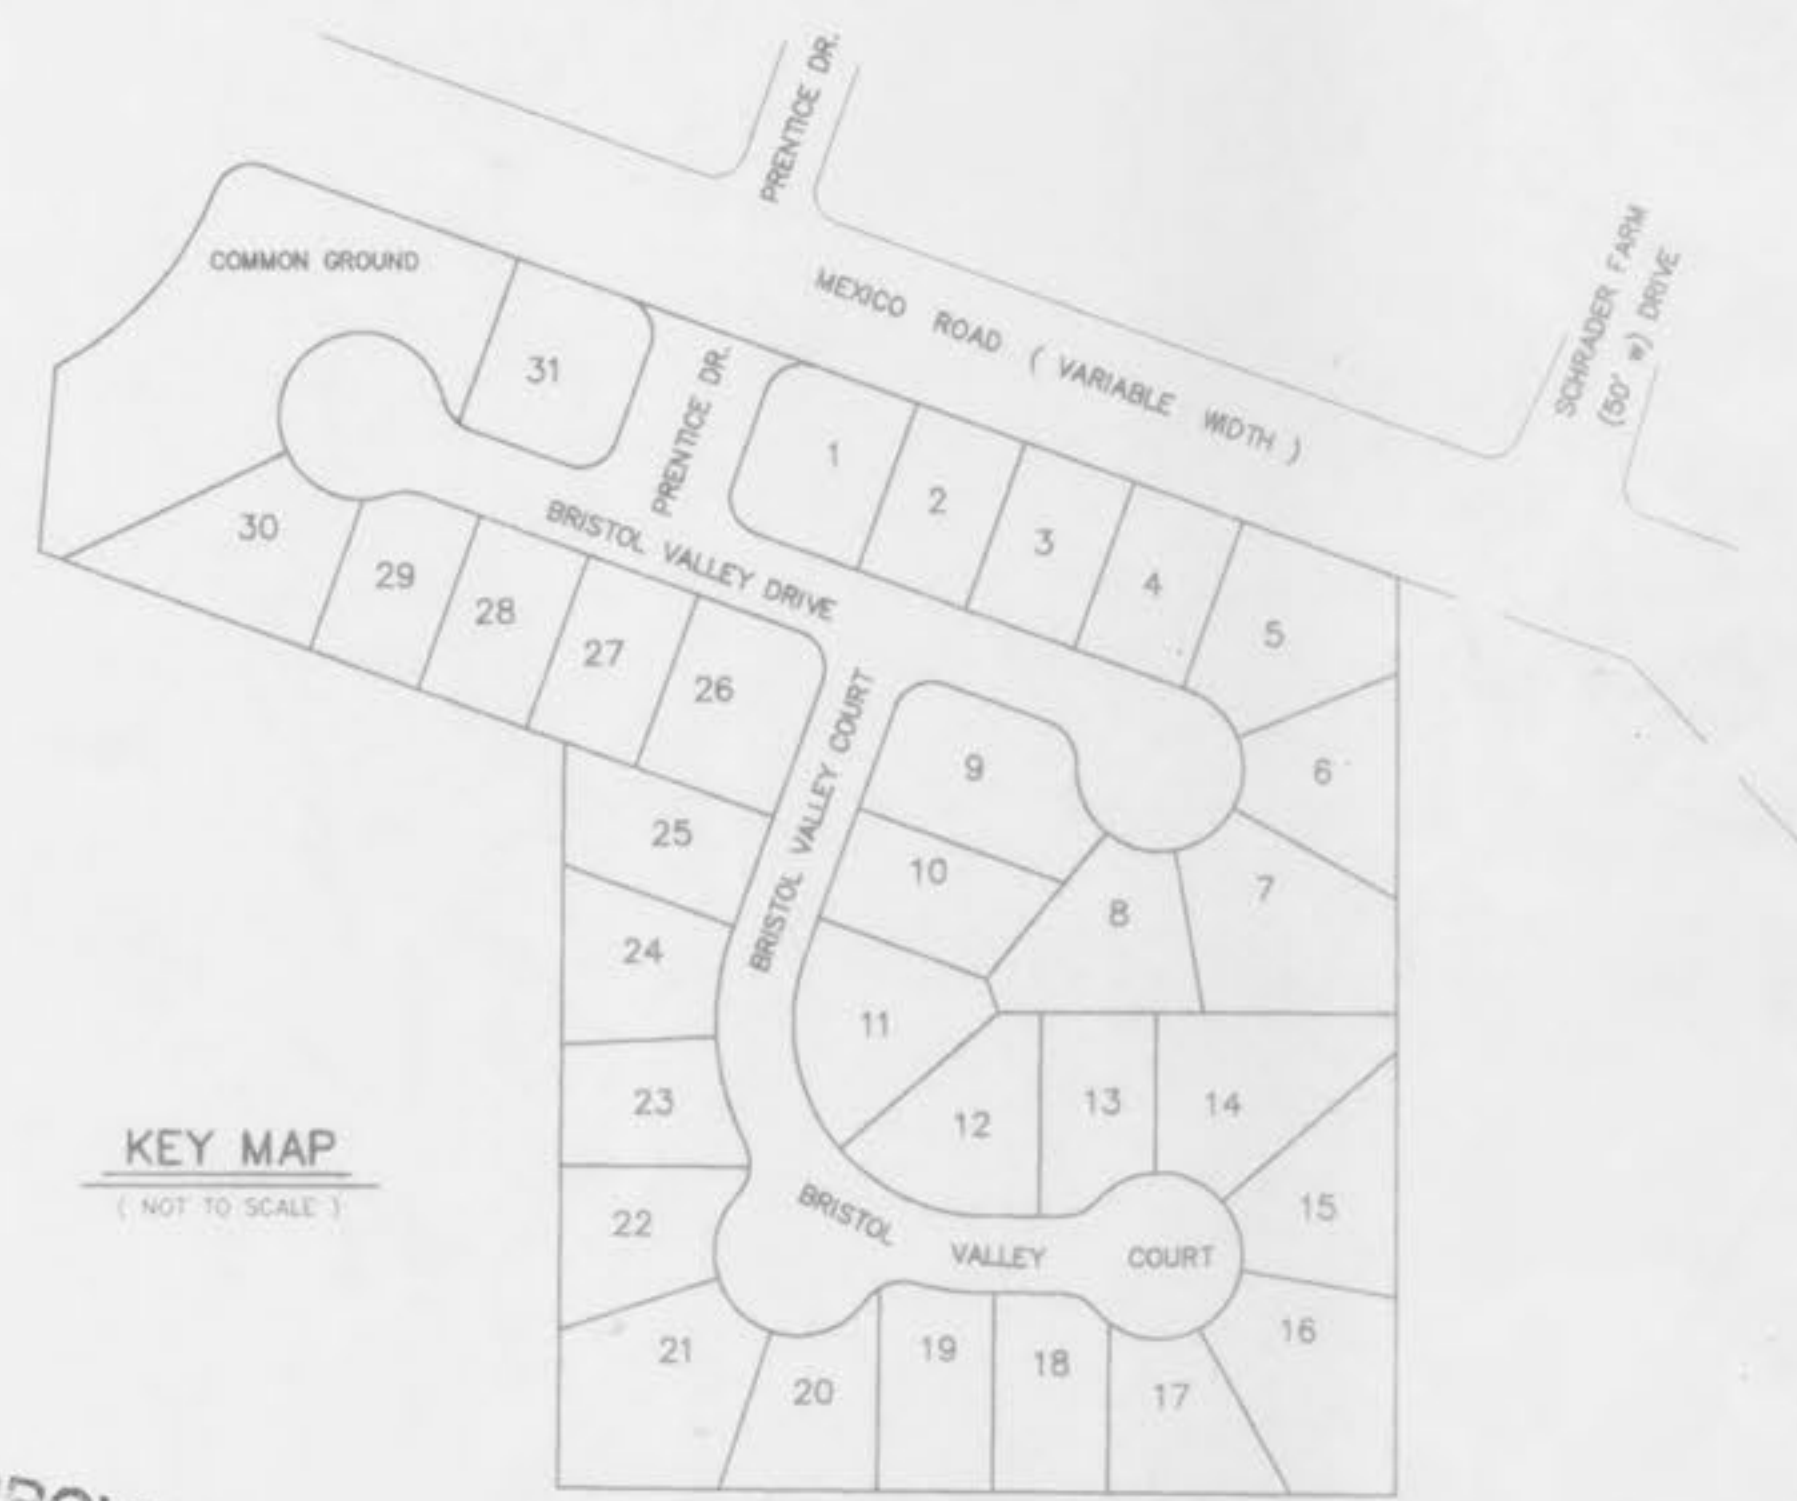 PRENTICE DR.
SCHRADER FARM
(50' W) DRIVE
COMMON GROUND
MEXICO ROAD ( VARIABLE WIDTH )
31
PRENTICE DR.
1
2
3
4
5
30
29
28
27
26
BRISTOL VALLEY DRIVE
BRISTOL VALLEY COURT
9
6
25
10
7
8
24
11
23
12
13
14
KEY MAP
( NOT TO SCALE )
22
BRISTOL VALLEY COURT
15
21
20
19
18
17
16